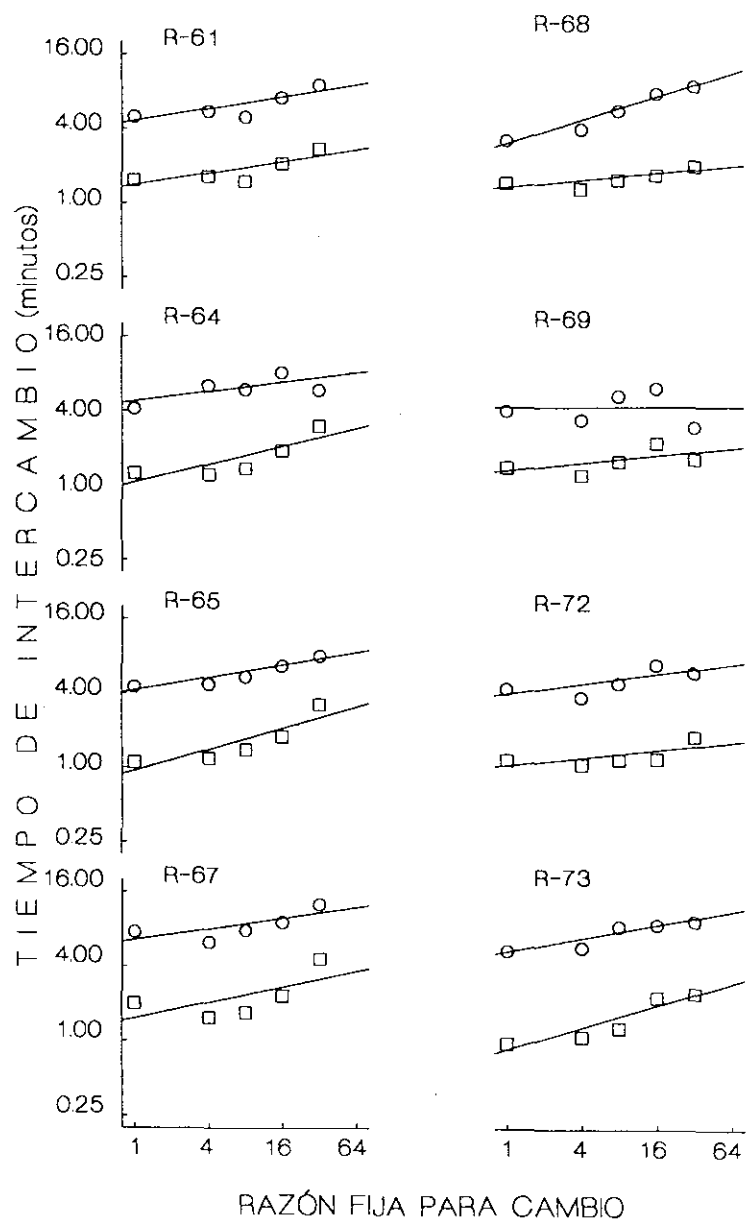 TIEMPO DE INTERCAMBIO (minutos)
R-61
16.00
4.00
1.00
0.25
R-68
R-64
16.00
4.00
1.00
0.25
R-69
R-65
16.00
4.00
1.00
0.25
R-72
R-67
16.00
4.00
1.00
0.25
R-73
1 4 16 64
1 4 16 64
RAZÓN FIJA PARA CAMBIO